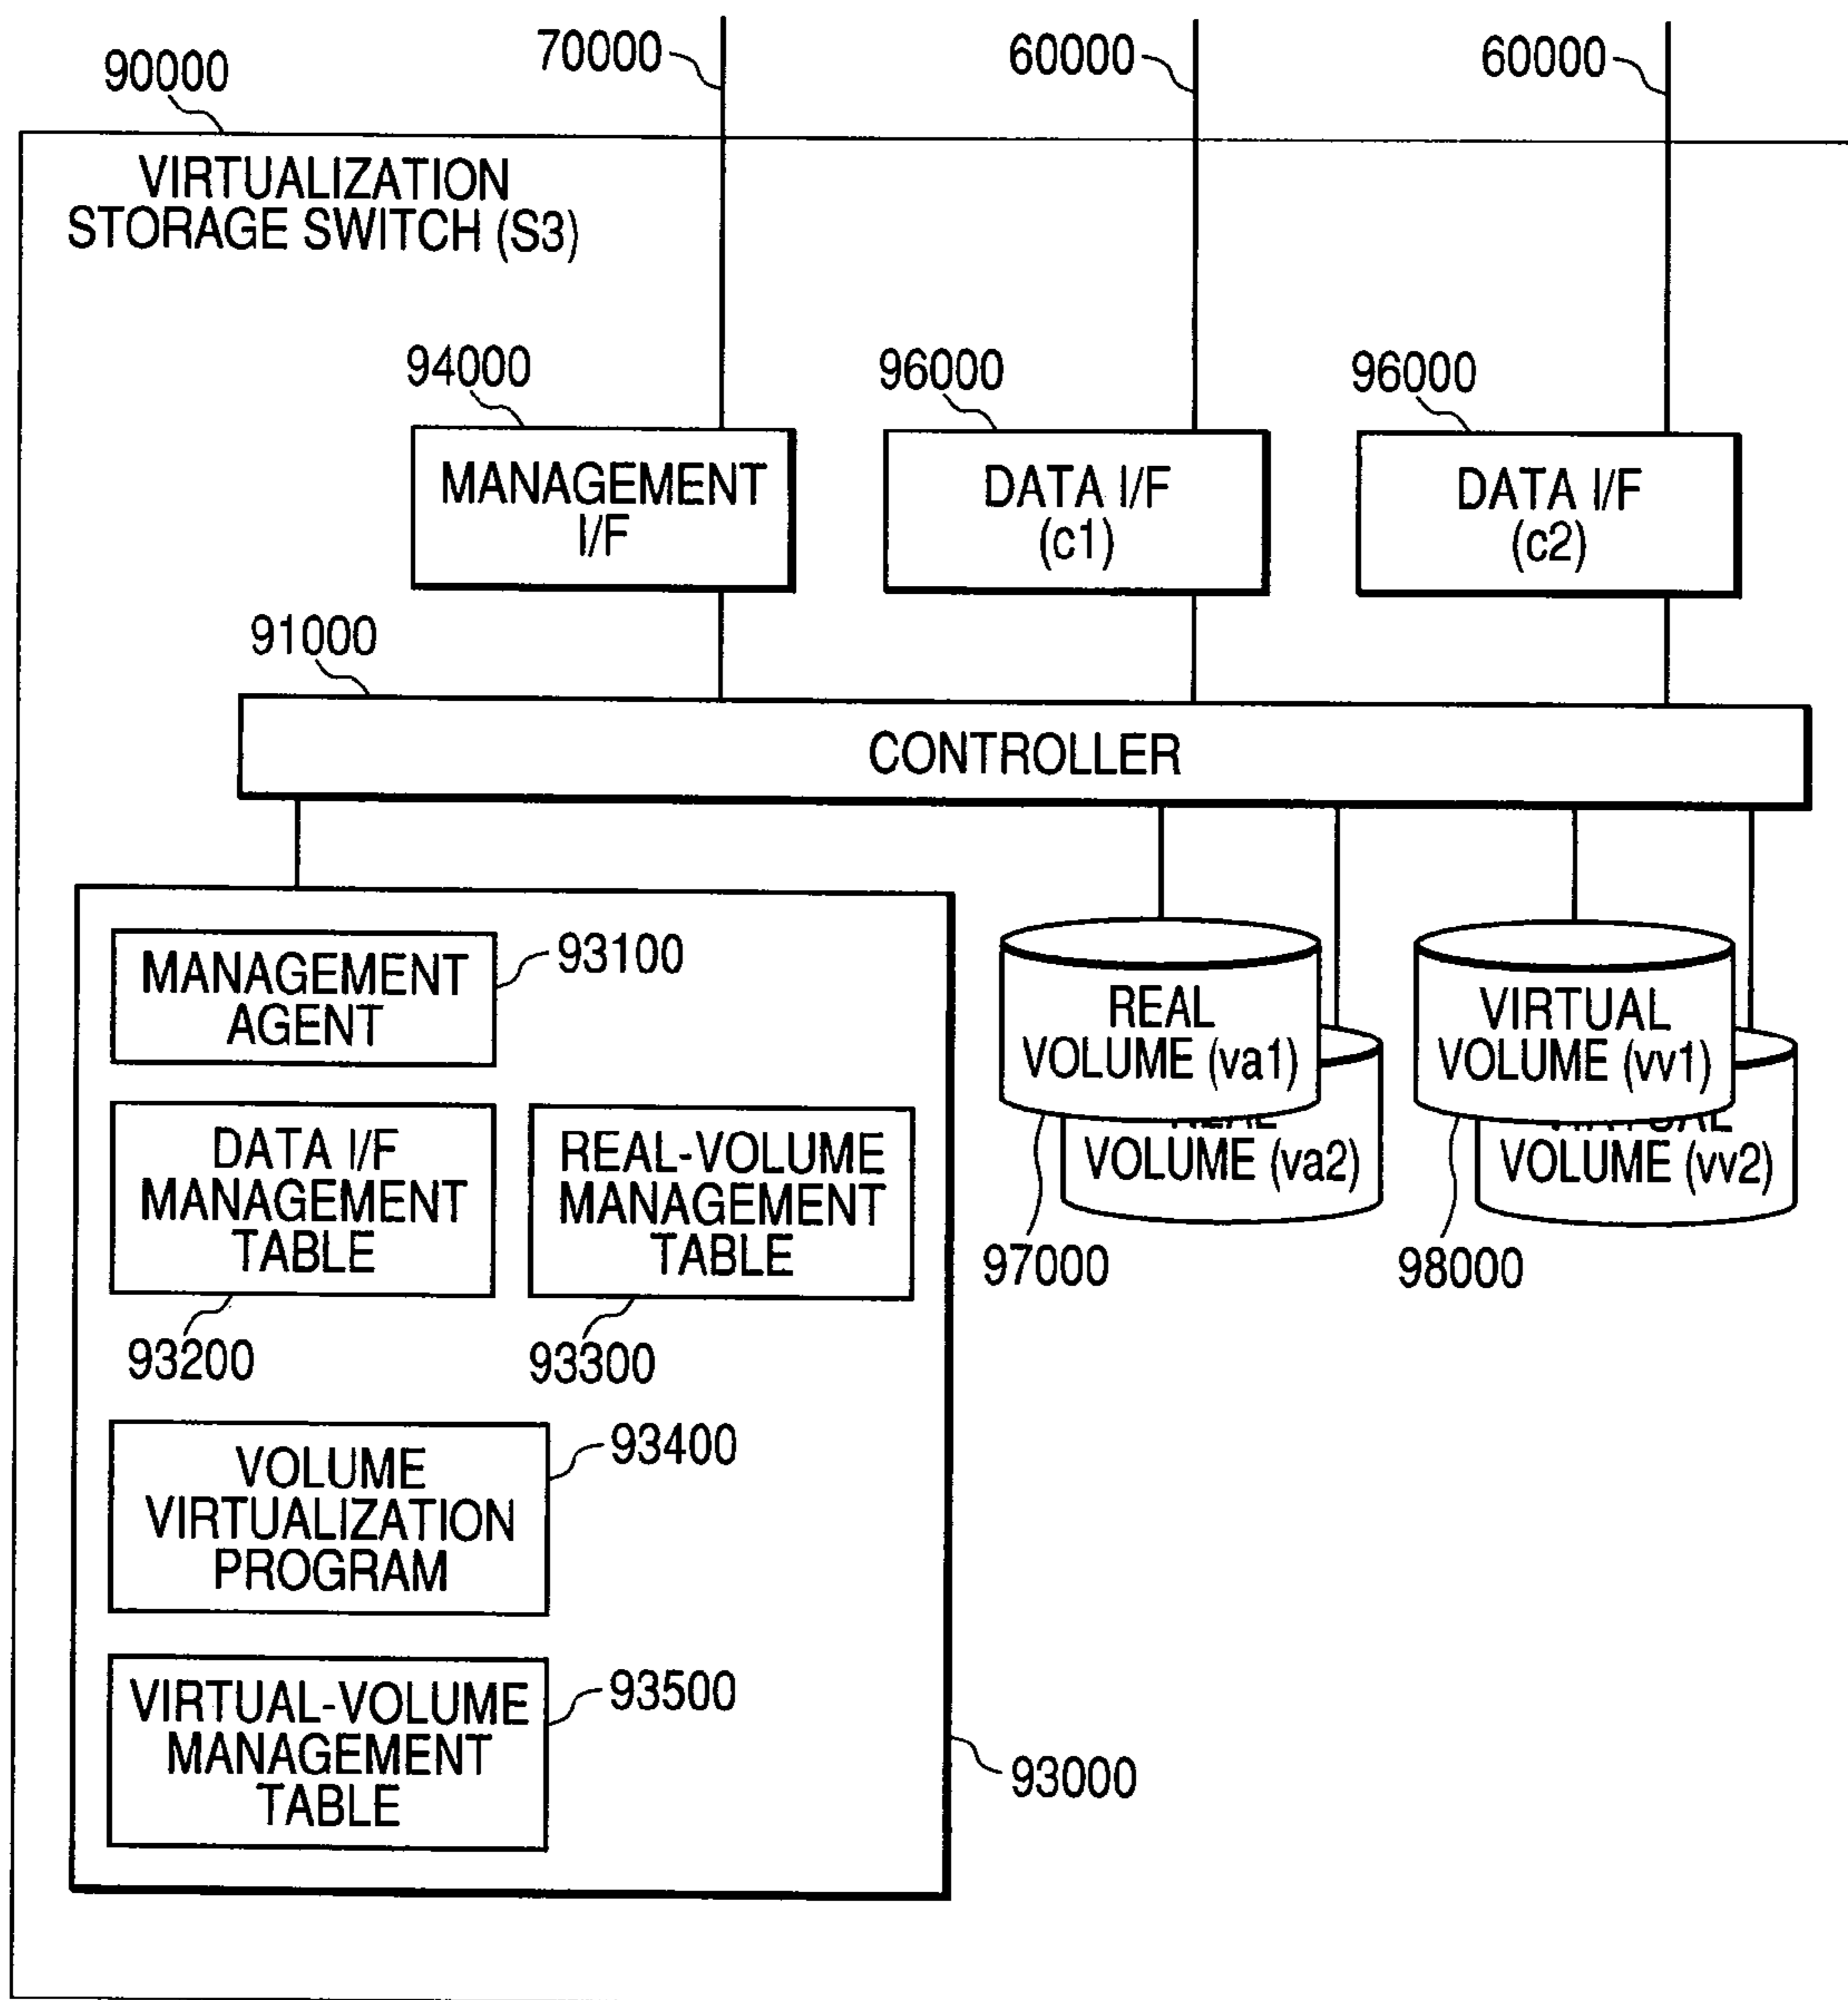 70000
60000
60000
90000
VIRTUALIZATION
STORAGE SWITCH (S3)
94000
96000
96000
MANAGEMENT
I/F
DATA I/F
(c1)
DATA I/F
(c2)
91000
CONTROLLER
MANAGEMENT
AGENT
93100
REAL
VOLUME (va1)
VIRTUAL
VOLUME (vv1)
VOLUME (va2)
VOLUME (vv2)
97000
98000
DATA I/F
MANAGEMENT
TABLE
REAL-VOLUME
MANAGEMENT
TABLE
93200
93300
VOLUME
VIRTUALIZATION
PROGRAM
93400
VIRTUAL-VOLUME
MANAGEMENT
TABLE
93500
93000